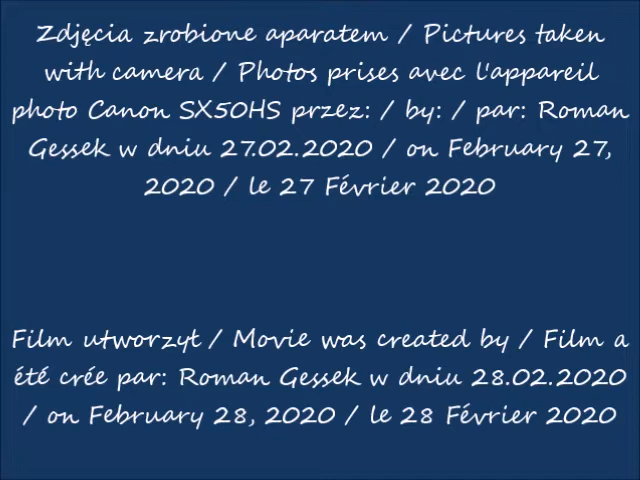 Zdjęcia zrobione aparatem / Pictures taken
with camera / Photos prises avec l'appareil
photo Canon SX50HS przez: / by: / par: Roman
Gessek w dniu 27.02.2020 / on February 27,
2020 / le 27 Février 2020
Film utworzył / Movie was created by / Film a
été crée par: Roman Gessek w dniu 28.02.2020
/ on February 28, 2020 / le 28 Février 2020